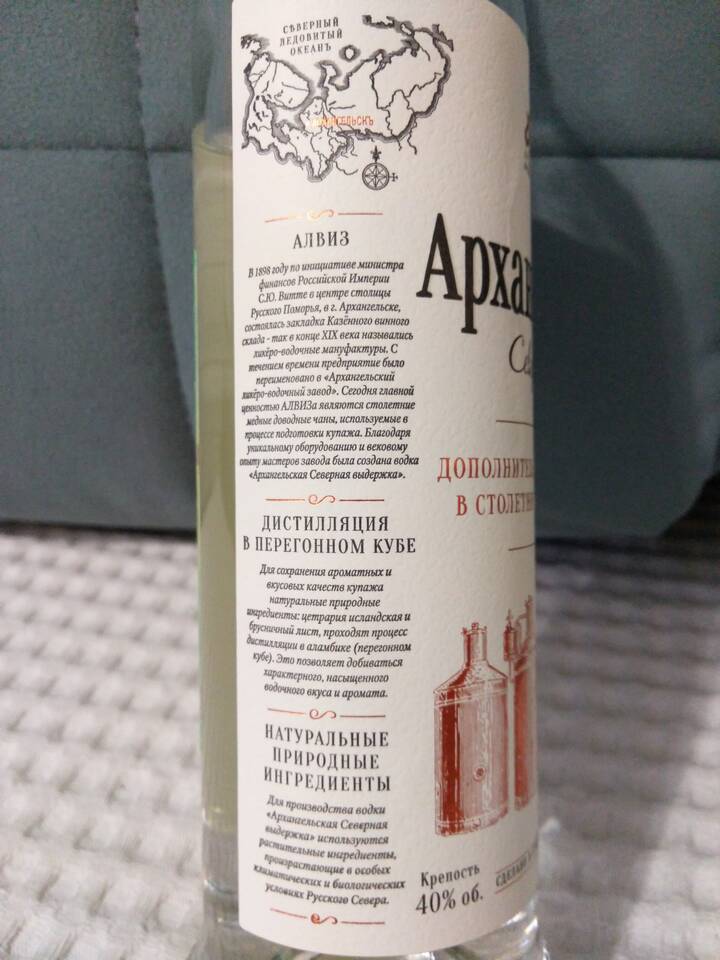 СѢВЕРНЫЙ
ЛЕДОВИТЫЙ
ОКЕАНЪ
АЛВИЗ
В 1898 году по инициативе министра
финансов Российской Империи
С.Ю. Витте в центре столицы
Русского Поморья, в г. Архангельске,
состоялась закладка Казённого винного
склада - так в конце XIX века назывались
ликёро-водочные мануфактуры. С
течением времени предприятие было
переименовано в «Архангельский
ликёро-водочный завод». Сегодня главной
ценностью АЛВИЗа являются столетние
медные доводные чаны, используемые в
процессе подготовки купажа. Благодаря
уникальному оборудованию и вековому
опыту мастеров завода была создана водка
«Архангельская Северная выдержка».
ДИСТИЛЛЯЦИЯ
В ПЕРЕГОННОМ КУБЕ
Для сохранения ароматных и
вкусовых качеств купажа
натуральные природные
ингредиенты: цетрария исландская и
брусничный лист, проходят процесс
дистилляции в аламбике (перегонном
кубе). Это позволяет добиваться
характерного, насыщенного
водочного вкуса и аромата.
НАТУРАЛЬНЫЕ
ПРИРОДНЫЕ
ИНГРЕДИЕНТЫ
Для производства водки
«Архангельская Северная
выдержка» используются
растительные ингредиенты,
произрастающие в особых
климатических и биологических
условиях Русского Севера.
Крепость
40% об.